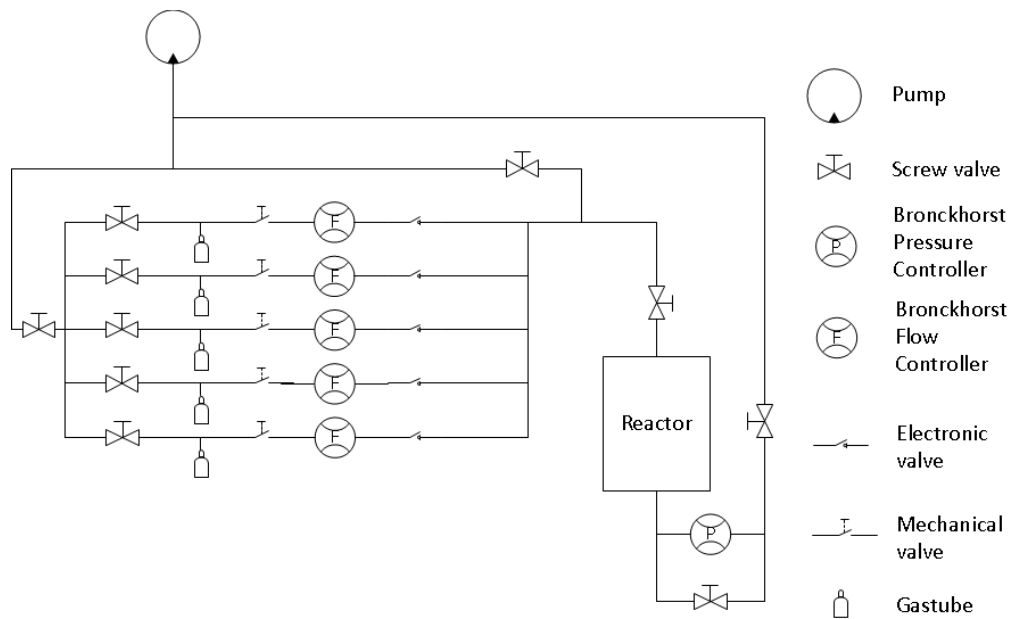 Pump
Screw valve
Bronckhorst
Pressure
Controller
P
Bronckhorst
Flow
Controller
F
Electronic
valve
Mechanical
valve
Gastube
F
F
F
F
F
Reactor
P